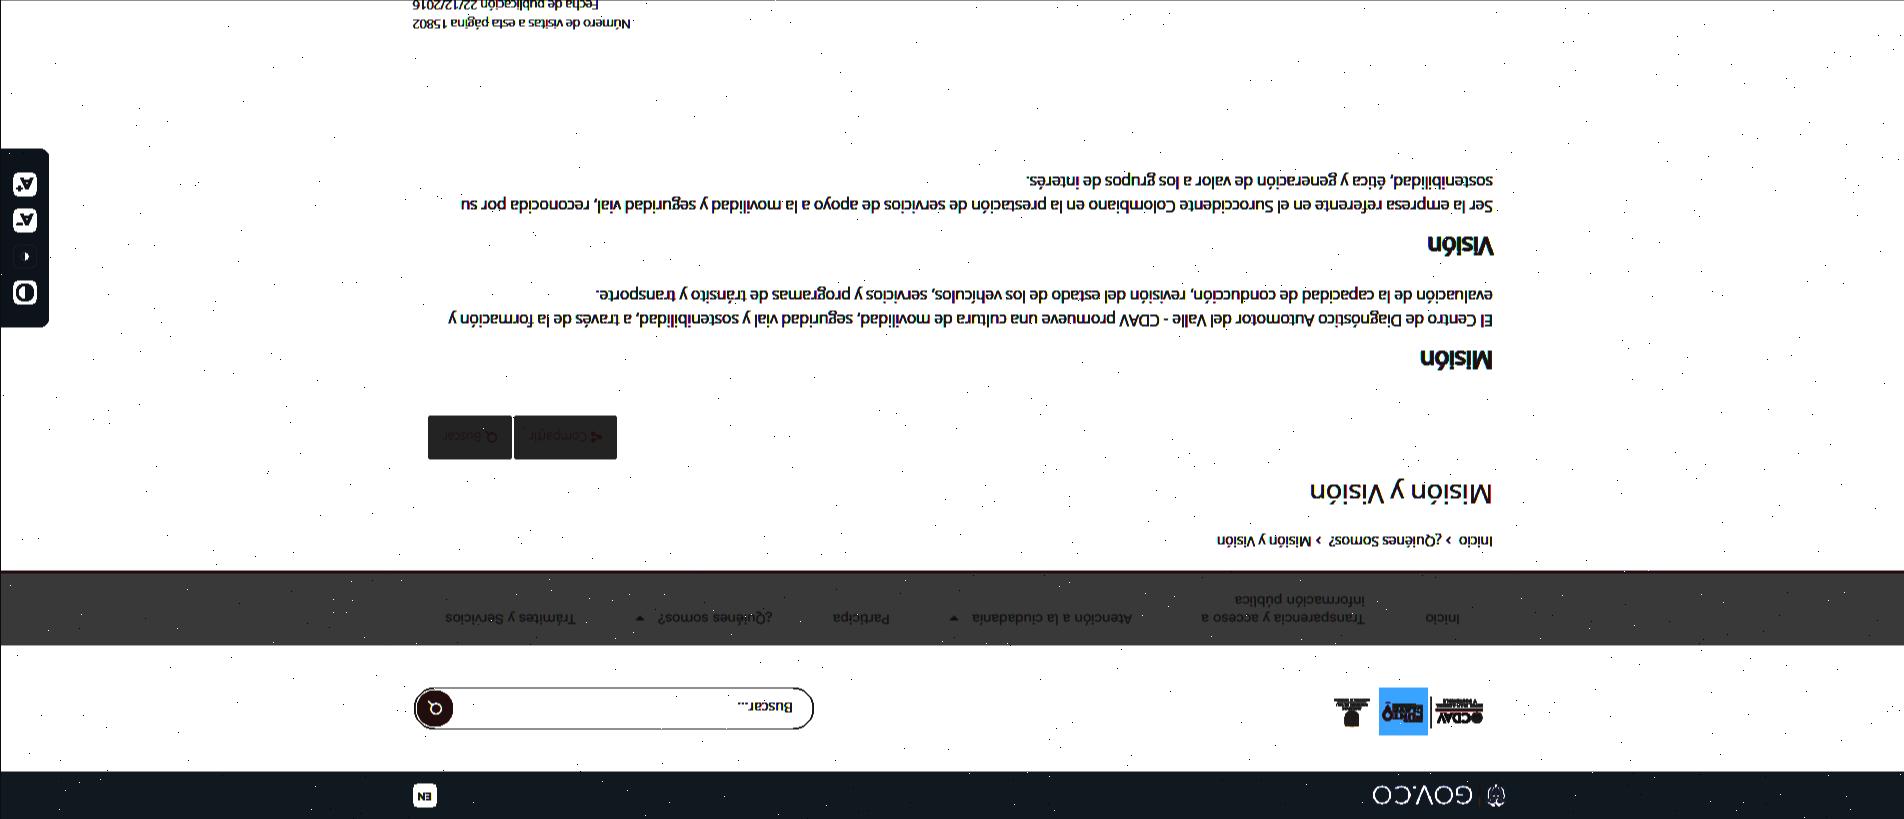 GOV.CO
EN
CDAV
Buscar...
Inicio
Transparencia y acceso a
información pública
Atención a la ciudadanía
Participa
¿Quiénes somos?
Trámites y Servicios
Inicio › ¿Quiénes Somos? › Misión y Visión
Misión y Visión
Compartir
Buscar
Misión
El Centro de Diagnóstico Automotor del Valle - CDAV promueve una cultura de movilidad, seguridad vial y sostenibilidad, a través de la formación y
evaluación de la capacidad de conducción, revisión del estado de los vehículos, servicios y programas de tránsito y transporte.
Visión
Ser la empresa referente en el Suroccidente Colombiano en la prestación de servicios de apoyo a la movilidad y seguridad vial, reconocida por su
sostenibilidad, ética y generación de valor a los grupos de interés.
A-
A+
Número de visitas a esta página 15802
Fecha de publicación 22/12/2016